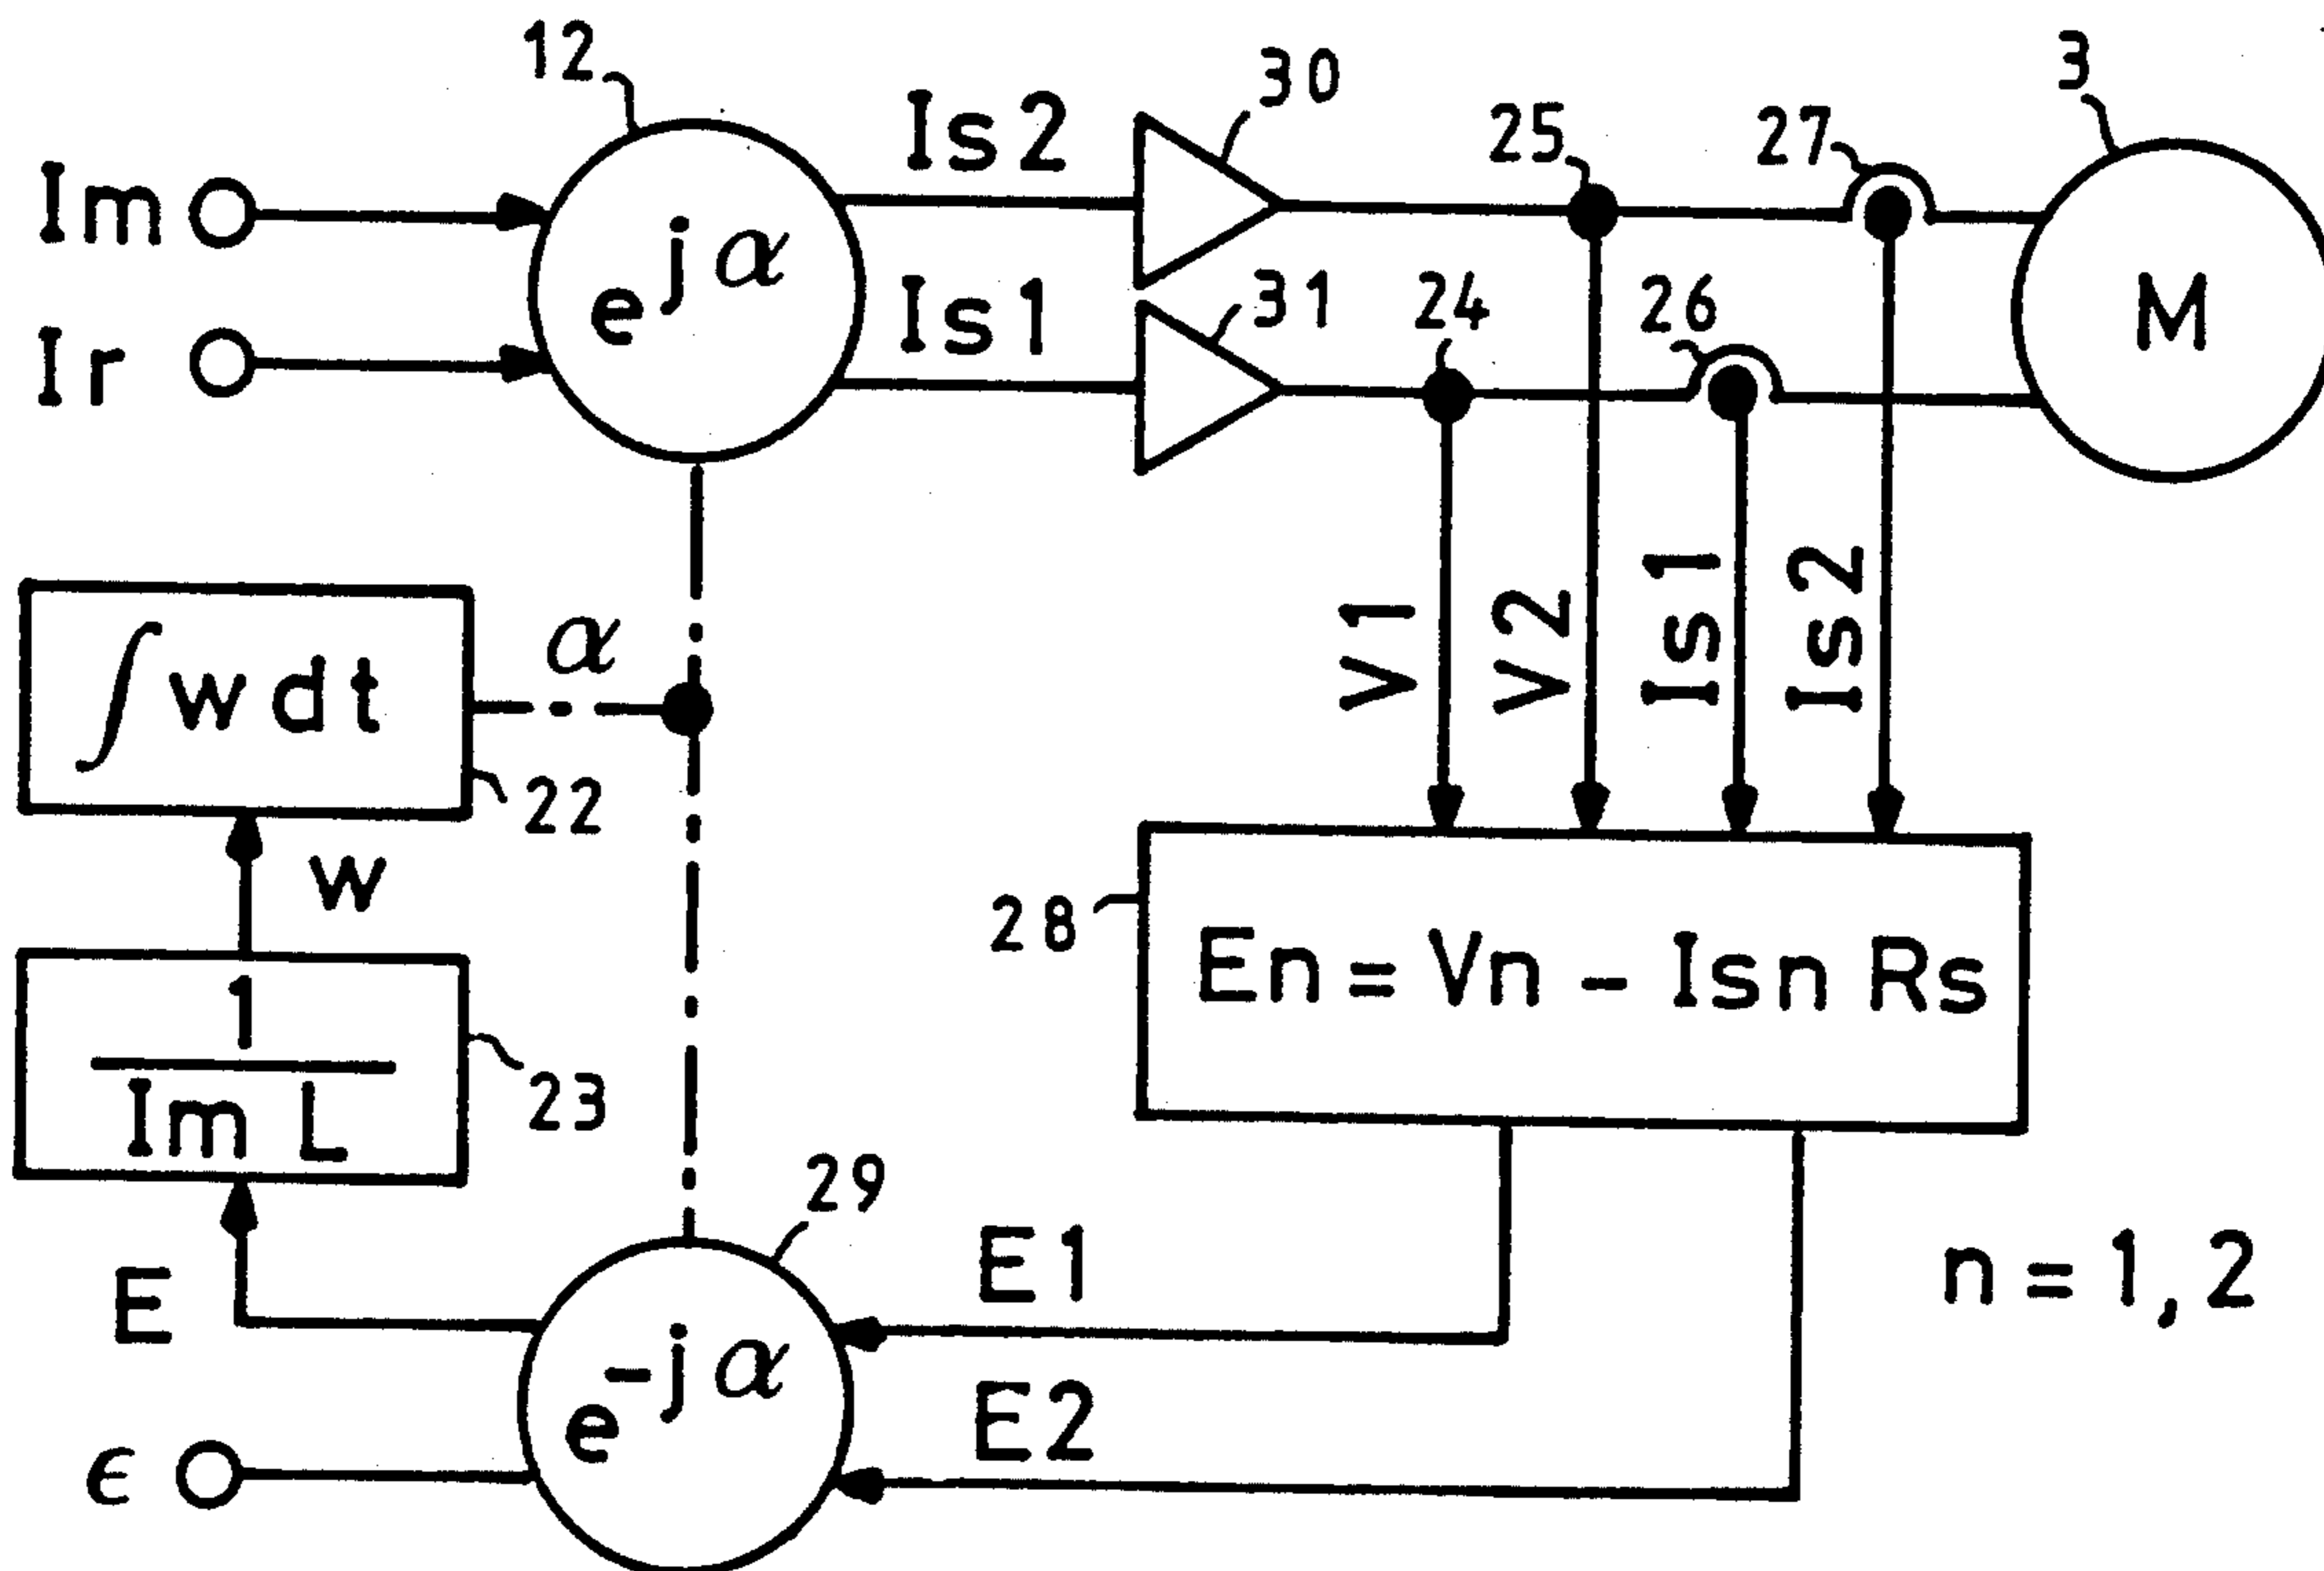 12
30
3
Is2
25
27
Im
e^{jα}
Is1
31
24
26
M
Ir
V1
V2
Is1
Is2
∫wdt
α
22
w
28
En = Vn - Isn Rs
1
Im L
23
29
E1
n = 1, 2
E
e^{-jα}
E2
ϵ